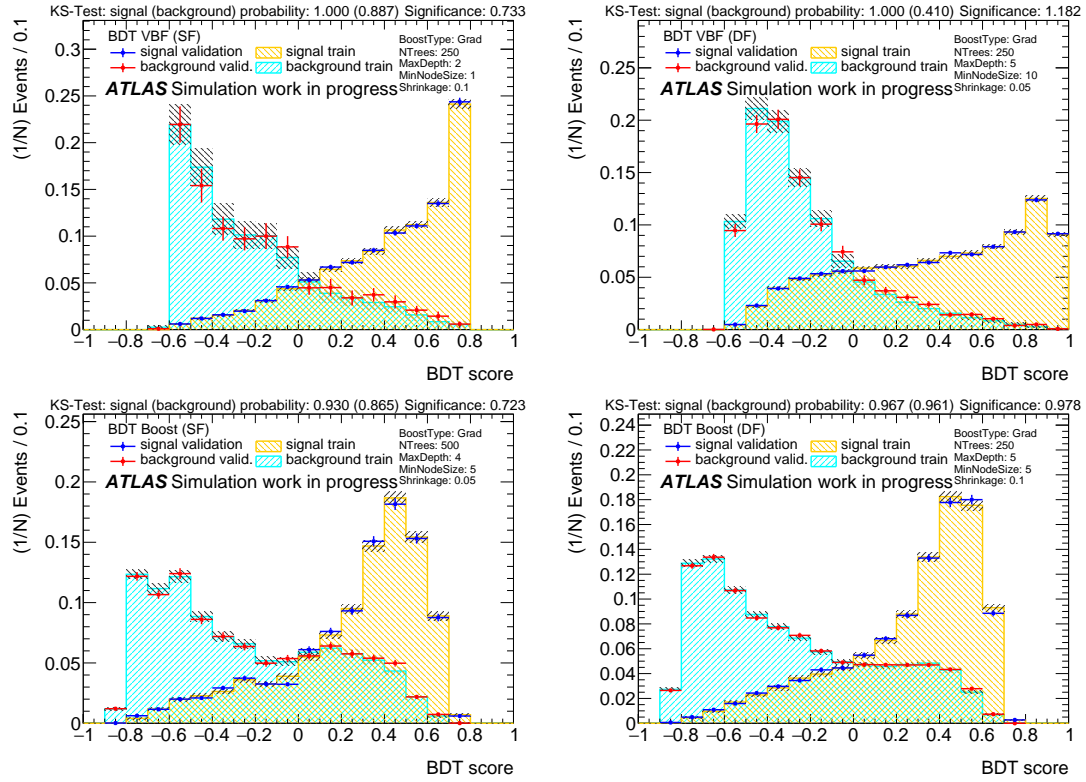 KS-Test: signal (background) probability: 1.000 (0.887) Significance: 0.733
(1/N) Events / 0.1
0.3
0.25
0.2
0.15
0.1
0.05
0
BDT VBF (SF)
signal validation
signal train
background valid.
background train
ATLAS Simulation work in progress
BoostType: Grad
NTrees: 250
MaxDepth: 2
MinNodeSize: 1
Shrinkage: 0.1
−1 −0.8 −0.6 −0.4 −0.2 0 0.2 0.4 0.6 0.8 1
BDT score
KS-Test: signal (background) probability: 1.000 (0.410) Significance: 1.182
(1/N) Events / 0.1
0.3
0.25
0.2
0.15
0.1
0.05
0
BDT VBF (DF)
signal validation
signal train
background valid.
background train
ATLAS Simulation work in progress
BoostType: Grad
NTrees: 250
MaxDepth: 5
MinNodeSize: 10
Shrinkage: 0.05
−1 −0.8 −0.6 −0.4 −0.2 0 0.2 0.4 0.6 0.8 1
BDT score
KS-Test: signal (background) probability: 0.930 (0.865) Significance: 0.723
(1/N) Events / 0.1
0.25
0.2
0.15
0.1
0.05
0
BDT Boost (SF)
signal validation
signal train
background valid.
background train
ATLAS Simulation work in progress
BoostType: Grad
NTrees: 500
MaxDepth: 4
MinNodeSize: 5
Shrinkage: 0.05
−1 −0.8 −0.6 −0.4 −0.2 0 0.2 0.4 0.6 0.8 1
BDT score
KS-Test: signal (background) probability: 0.967 (0.961) Significance: 0.978
(1/N) Events / 0.1
0.24
0.22
0.2
0.18
0.16
0.14
0.12
0.1
0.08
0.06
0.04
0.02
0
BDT Boost (DF)
signal validation
signal train
background valid.
background train
ATLAS Simulation work in progress
BoostType: Grad
NTrees: 250
MaxDepth: 5
MinNodeSize: 5
Shrinkage: 0.1
−1 −0.8 −0.6 −0.4 −0.2 0 0.2 0.4 0.6 0.8 1
BDT score